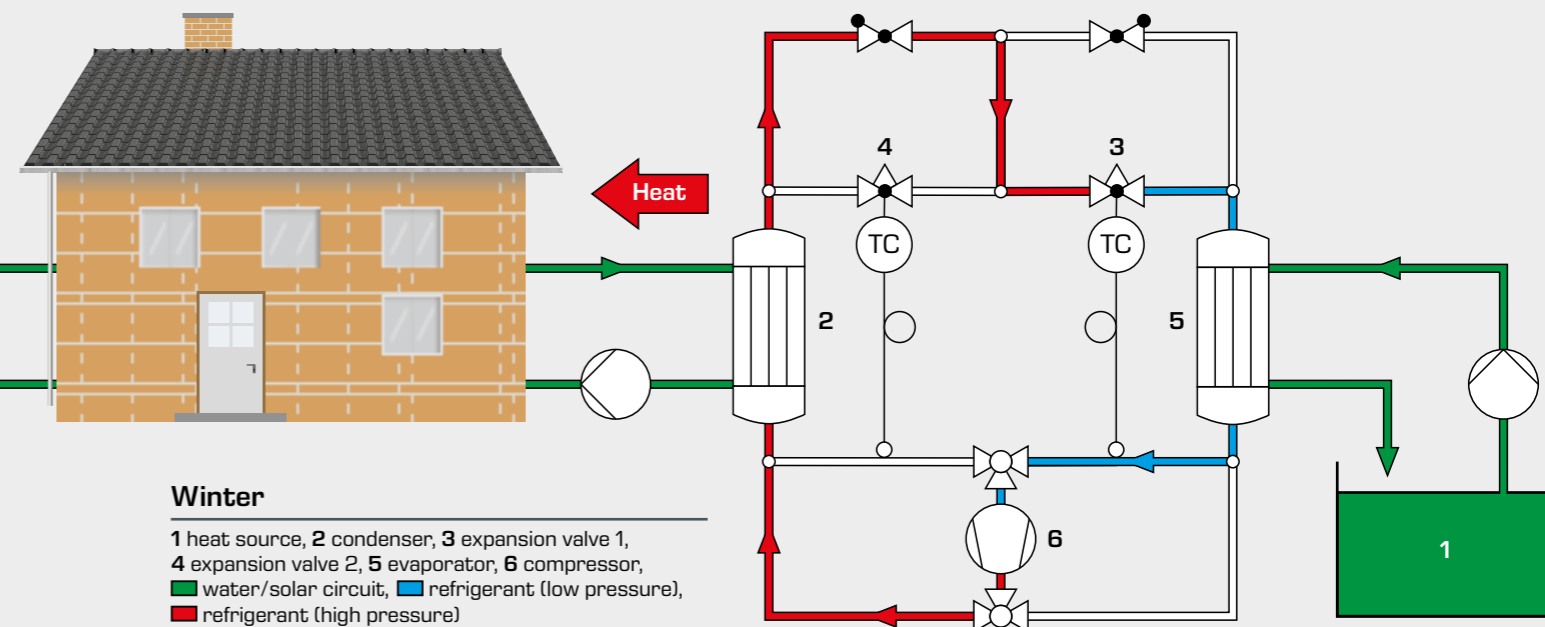 4
3
Heat
TC
TC
2
5
6
1
Winter
1 heat source, 2 condenser, 3 expansion valve 1,
4 expansion valve 2, 5 evaporator, 6 compressor,
water/solar circuit, refrigerant (low pressure),
refrigerant (high pressure)